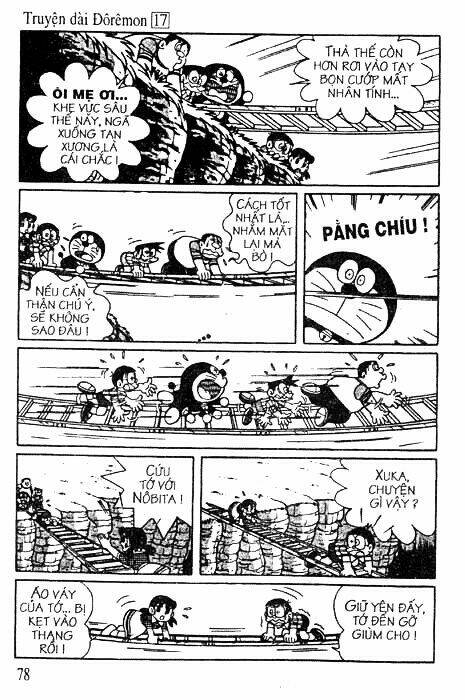 Truyện dài Đôrêmon 17
ÔI MẸ ƠI...
KHE VỰC SÂU
THẾ NÀY, NGÃ
XUỐNG TAN
XƯƠNG LÀ
CÁI CHẮC !
THẢ THẾ CÒN
HƠN RƠI VÀO TAY
BỌN CƯỚP MẤT
NHÂN TÍNH...
NẾU CẨN
THẬN CHÚ Ý,
SẼ KHÔNG
SAO ĐÂU !
CÁCH TỐT
NHẤT LÀ...
NHẮM MẮT
LẠI MÀ
BÒ !
PẰNG CHÍU !
CỨU
TỚ VỚI
NÔBITA !
XUKA,
CHUYỆN
GÌ VẬY ?
ÁO VÁY
CỦA TỚ... BỊ
KẸT VÀO
THANG
RỒI !
GIỮ YÊN ĐẤY,
TỚ ĐẾN GỠ
GIÙM CHO !
78